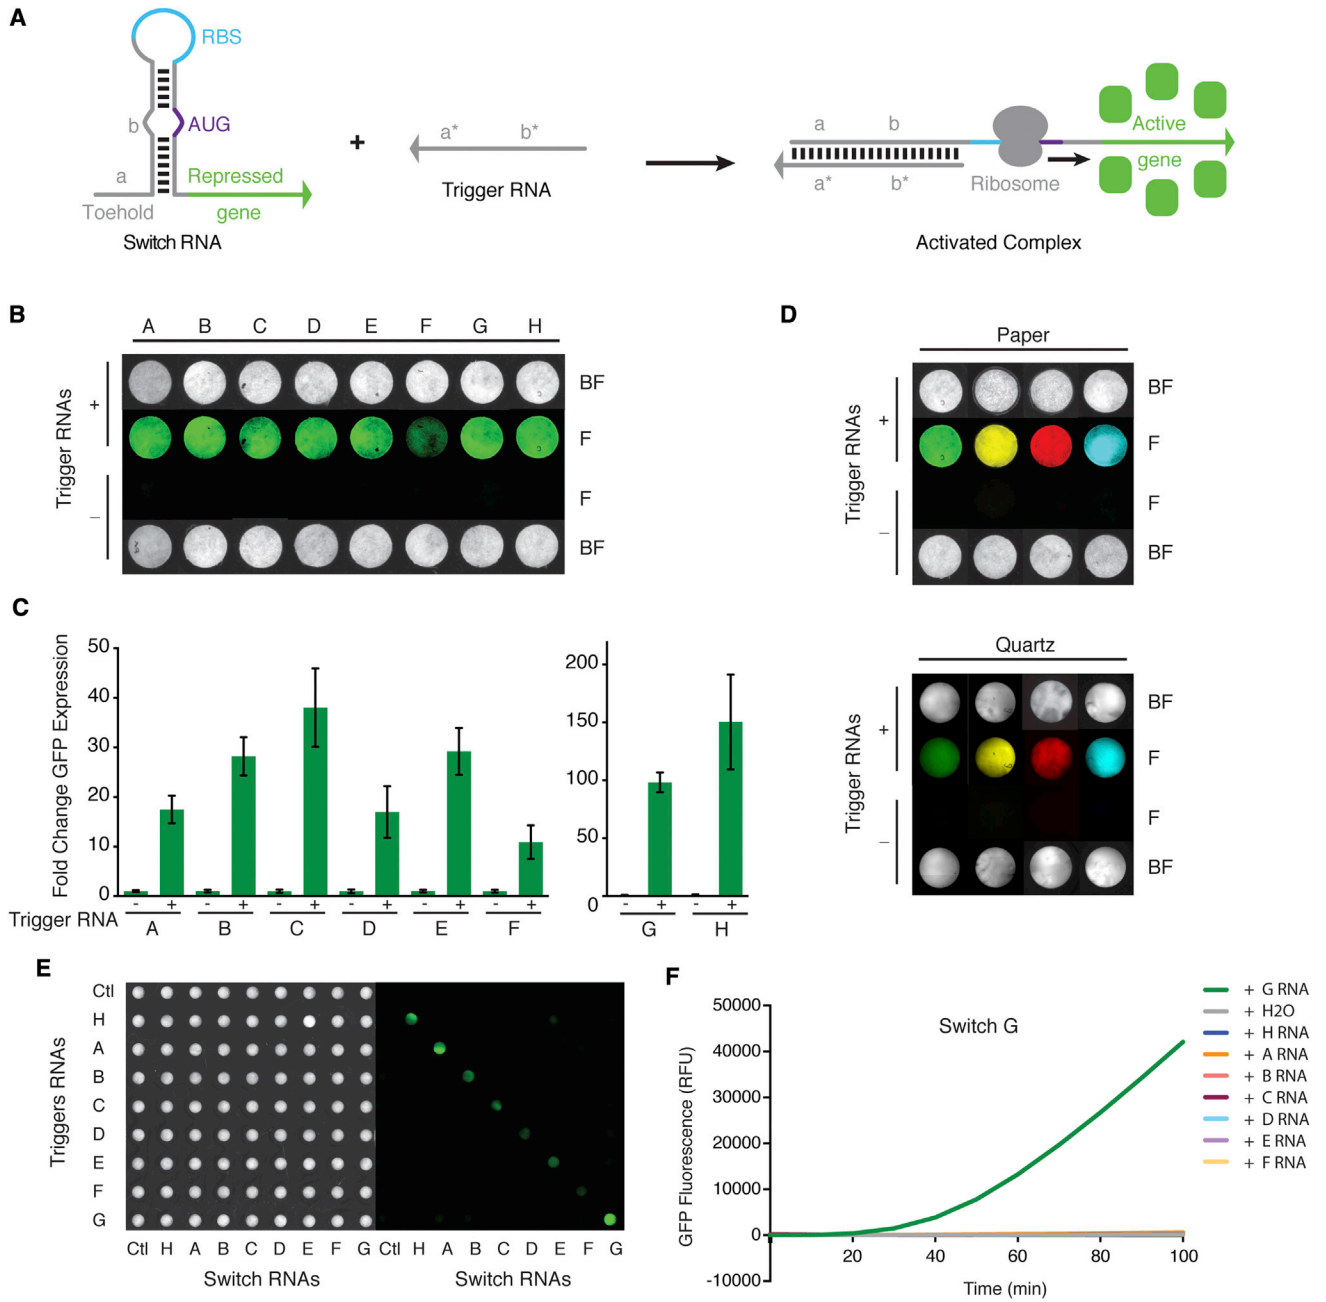 A
RBS
b
AUG
a
Repressed
Toehold
gene
Switch RNA
+
a* b*
Trigger RNA
a b
a* b*
Ribosome
Active
gene
Activated Complex
B
A B C D E F G H
Trigger RNAs
+
–
BF
F
F
BF
C
Fold Change GFP Expression
50
40
30
20
10
0
- + - + - + - + - + - +
Trigger RNA
A B C D E F
200
150
100
50
0
- + - +
G H
D
Paper
Trigger RNAs
+
–
BF
F
F
BF
Quartz
Trigger RNAs
+
–
BF
F
F
BF
E
Triggers RNAs
Ctl
H
A
B
C
D
E
F
G
Ctl H A B C D E F G
Switch RNAs
Ctl H A B C D E F G
Switch RNAs
F
Switch G
GFP Fluorescence (RFU)
50000
40000
30000
20000
10000
0
-10000
20 40 60 80 100
Time (min)
+ G RNA
+ H2O
+ H RNA
+ A RNA
+ B RNA
+ C RNA
+ D RNA
+ E RNA
+ F RNA